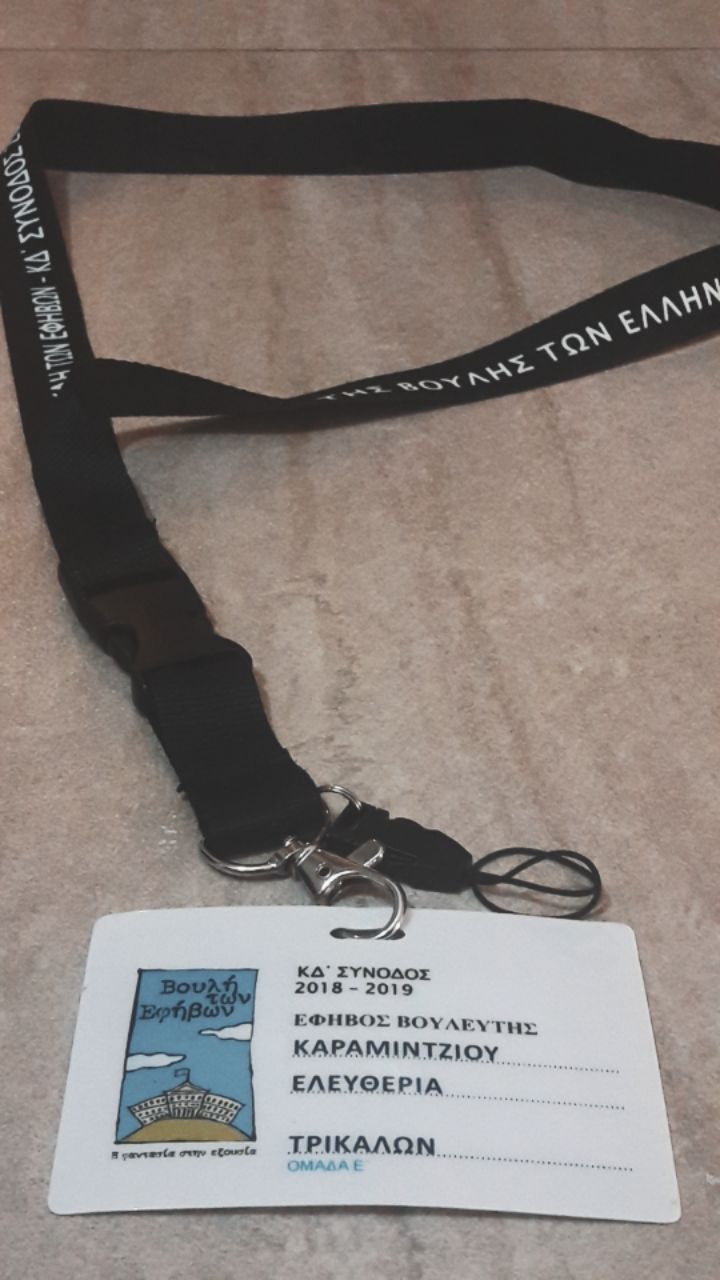 ΤΩΝ ΕΦΗΒΩΝ - ΚΔ΄ ΣΥΝΟΔΟΣ
ΤΗΣ ΒΟΥΛΗΣ ΤΩΝ ΕΛΛΗΝ
Βουλή
των
Εφήβων
Η φαντασία στην εξουσία
ΚΔ΄ ΣΥΝΟΔΟΣ
2018 - 2019
ΕΦΗΒΟΣ ΒΟΥΛΕΥΤΗΣ
ΚΑΡΑΜΙΝΤΖΙΟΥ
ΕΛΕΥΘΕΡΙΑ
ΤΡΙΚΑΛΩΝ
ΟΜΑΔΑ Ε